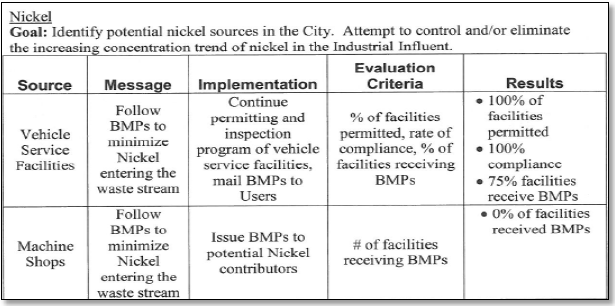 Nickel
Goal: Identify potential nickel sources in the City. Attempt to control and/or eliminate
the increasing concentration trend of nickel in the Industrial Influent.
Source
Message
Implementation
Evaluation
Criteria
Results
Vehicle
Service
Facilities
Follow
BMPs to
minimize
Nickel
entering the
waste stream
Continue
permitting and
inspection
program of vehicle
service facilities,
mail BMPs to
Users
% of facilities
permitted, rate of
compliance, % of
facilities receiving
BMPs
• 100% of
facilities
permitted
• 100%
compliance
• 75% facilities
receive BMPs
Machine
Shops
Follow
BMPs to
minimize
Nickel
entering the
waste stream
Issue BMPs to
potential Nickel
contributors
# of facilities
receiving BMPs
• 0% of facilities
received BMPs